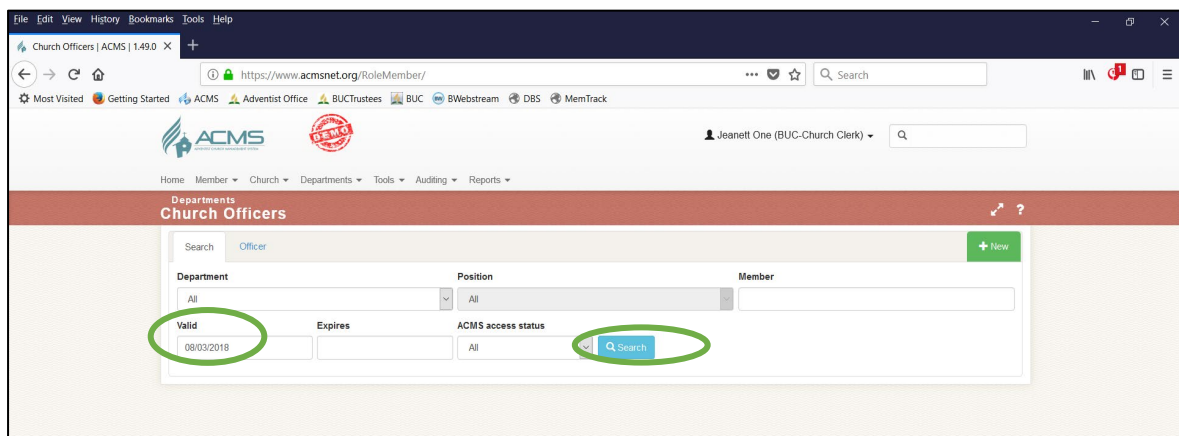 File Edit View History Bookmarks Tools Help
Church Officers | ACMS | 1.49.0
https://www.acmsnet.org/RoleMember/
Search
1
Most Visited Getting Started ACMS Adventist Office BUCTrustees BUC BW BWebstream DBS MemTrack
ACMS
DEMO
Jeanett One (BUC-Church Clerk)
Home Member Church Departments Tools Auditing Reports
Departments
Church Officers
?
Search Officer + New
Department Position Member
All All
Valid Expires ACMS access status
08/03/2018 All Search